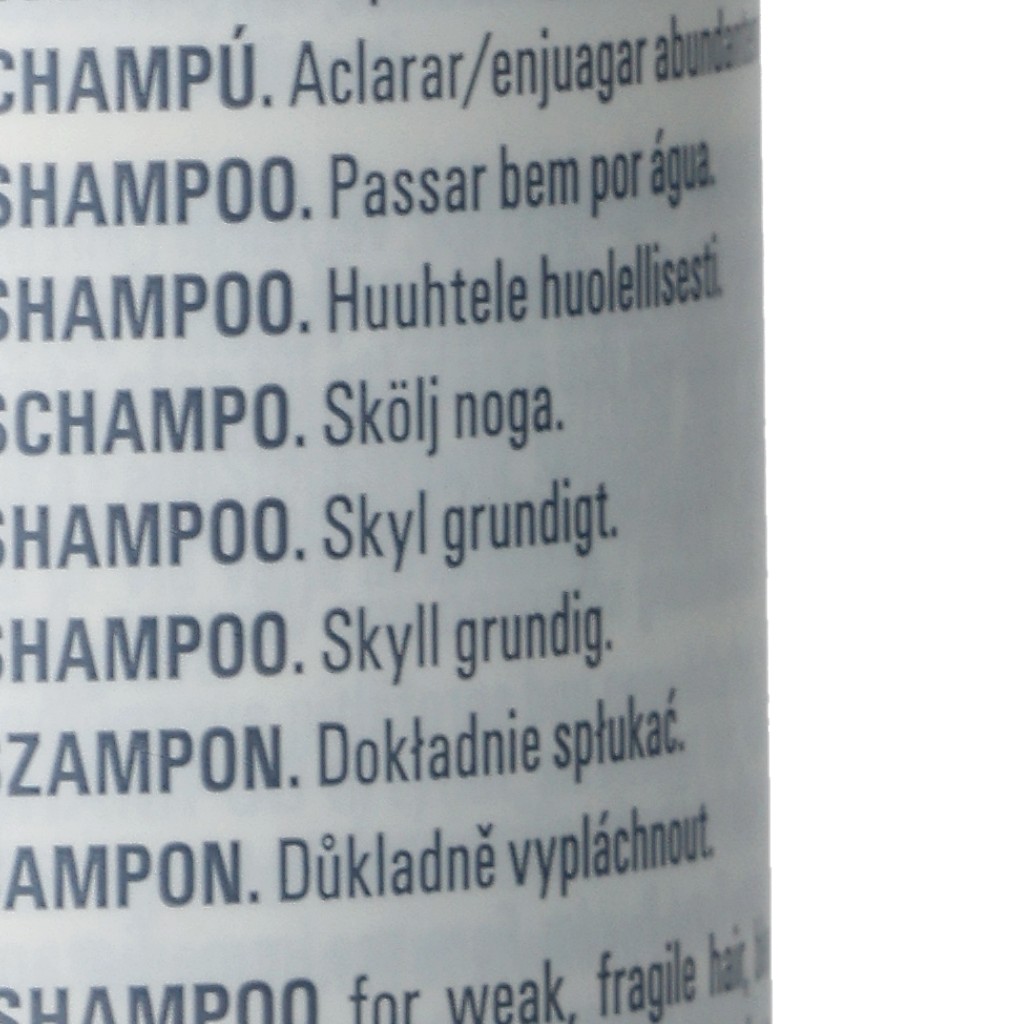 CHAMPÚ. Aclarar/enjuagar
SHAMPOO. Passar bem por água.
SHAMPOO. Huuhtele huolellisesti.
SCHAMPO. Skölj noga.
SHAMPOO. Skyl grundigt.
SHAMPOO. Skyll grundig.
SZAMPON. Dokładnie spłukać.
AMPON. Důkladně vypláchnout.
SHAMPOO for weak, fragile hair,